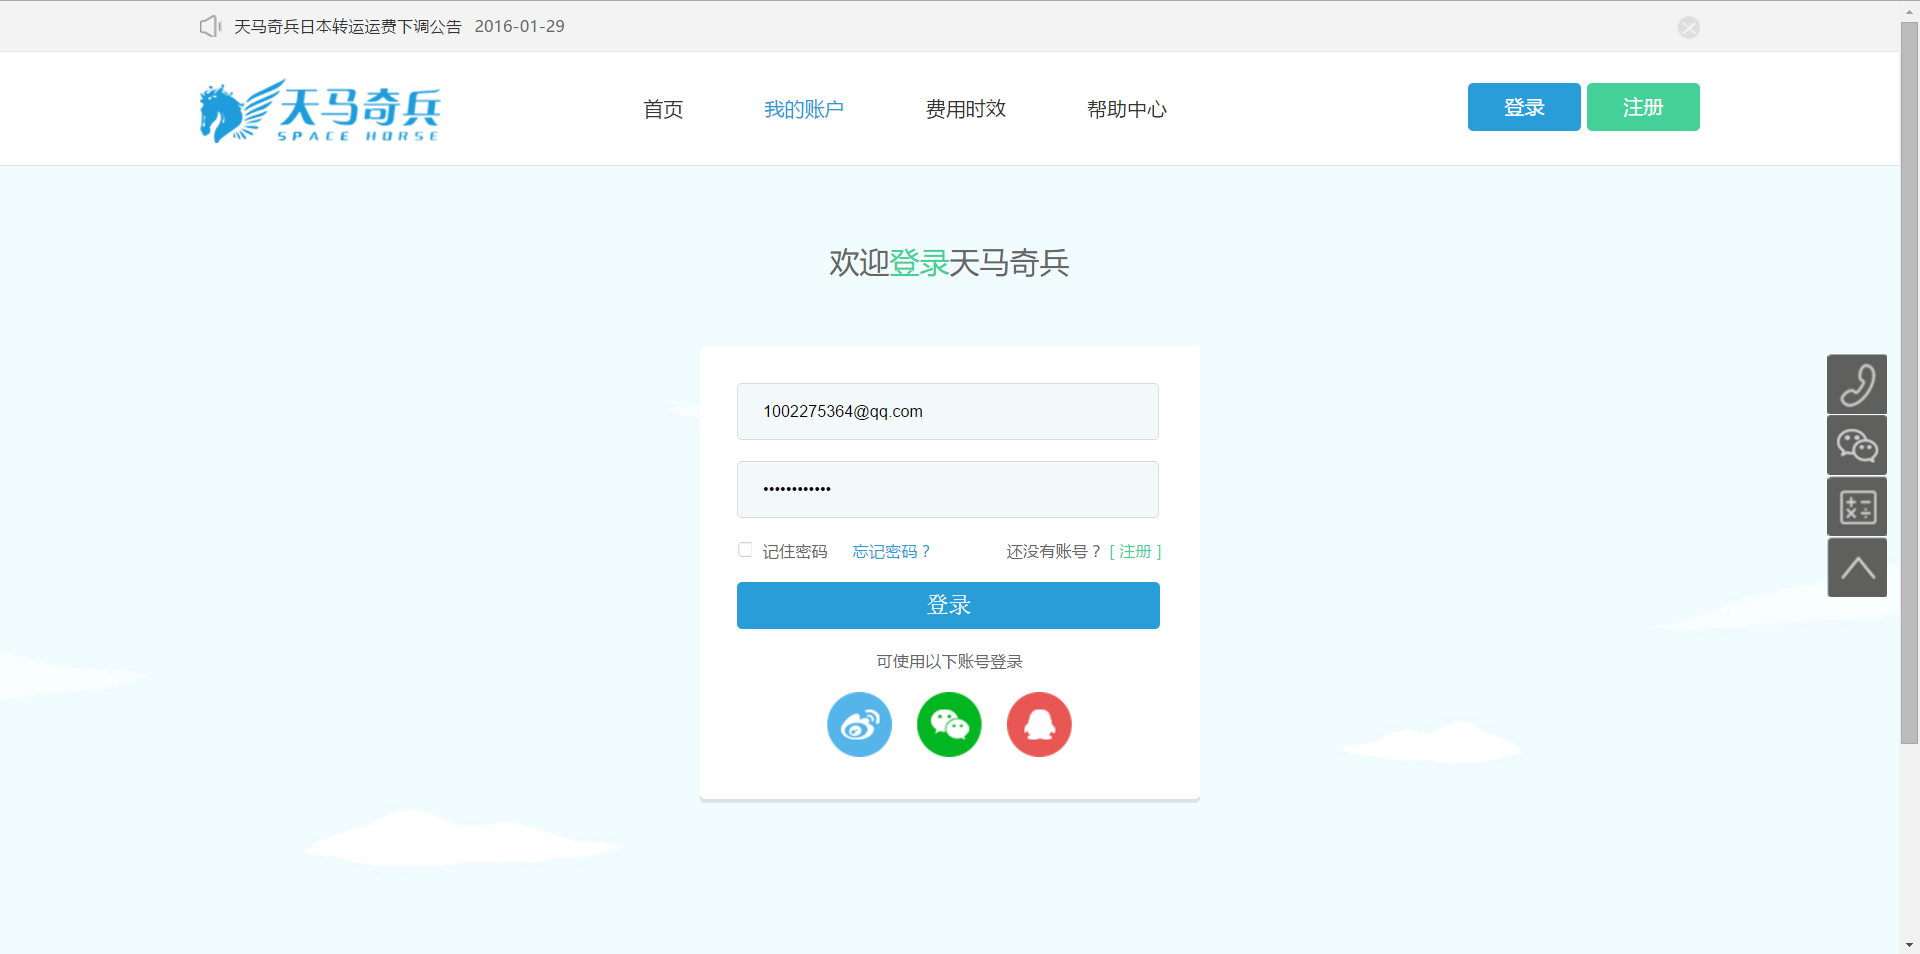 天马奇兵日本转运运费下调公告 2016-01-29
天马奇兵
SPACE HORSE
首页 我的账户 费用时效 帮助中心
登录 注册
欢迎登录天马奇兵
1002275364@qq.com
••••••••••••
记住密码 忘记密码？ 还没有账号？ [ 注册 ]
登录
可使用以下账号登录